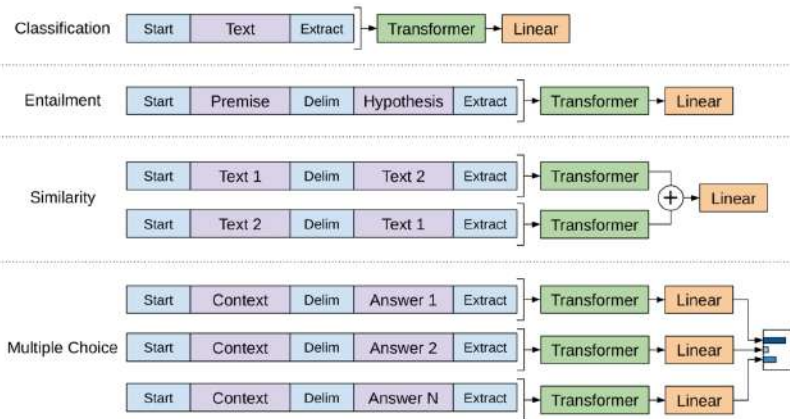 Classification Start Text Extract Transformer Linear
Entailment Start Premise Delim Hypothesis Extract Transformer Linear
Start Text 1 Delim Text 2 Extract Transformer
Similarity + Linear
Start Text 2 Delim Text 1 Extract Transformer
Start Context Delim Answer 1 Extract Transformer Linear
Multiple Choice Start Context Delim Answer 2 Extract Transformer Linear
Start Context Delim Answer N Extract Transformer Linear